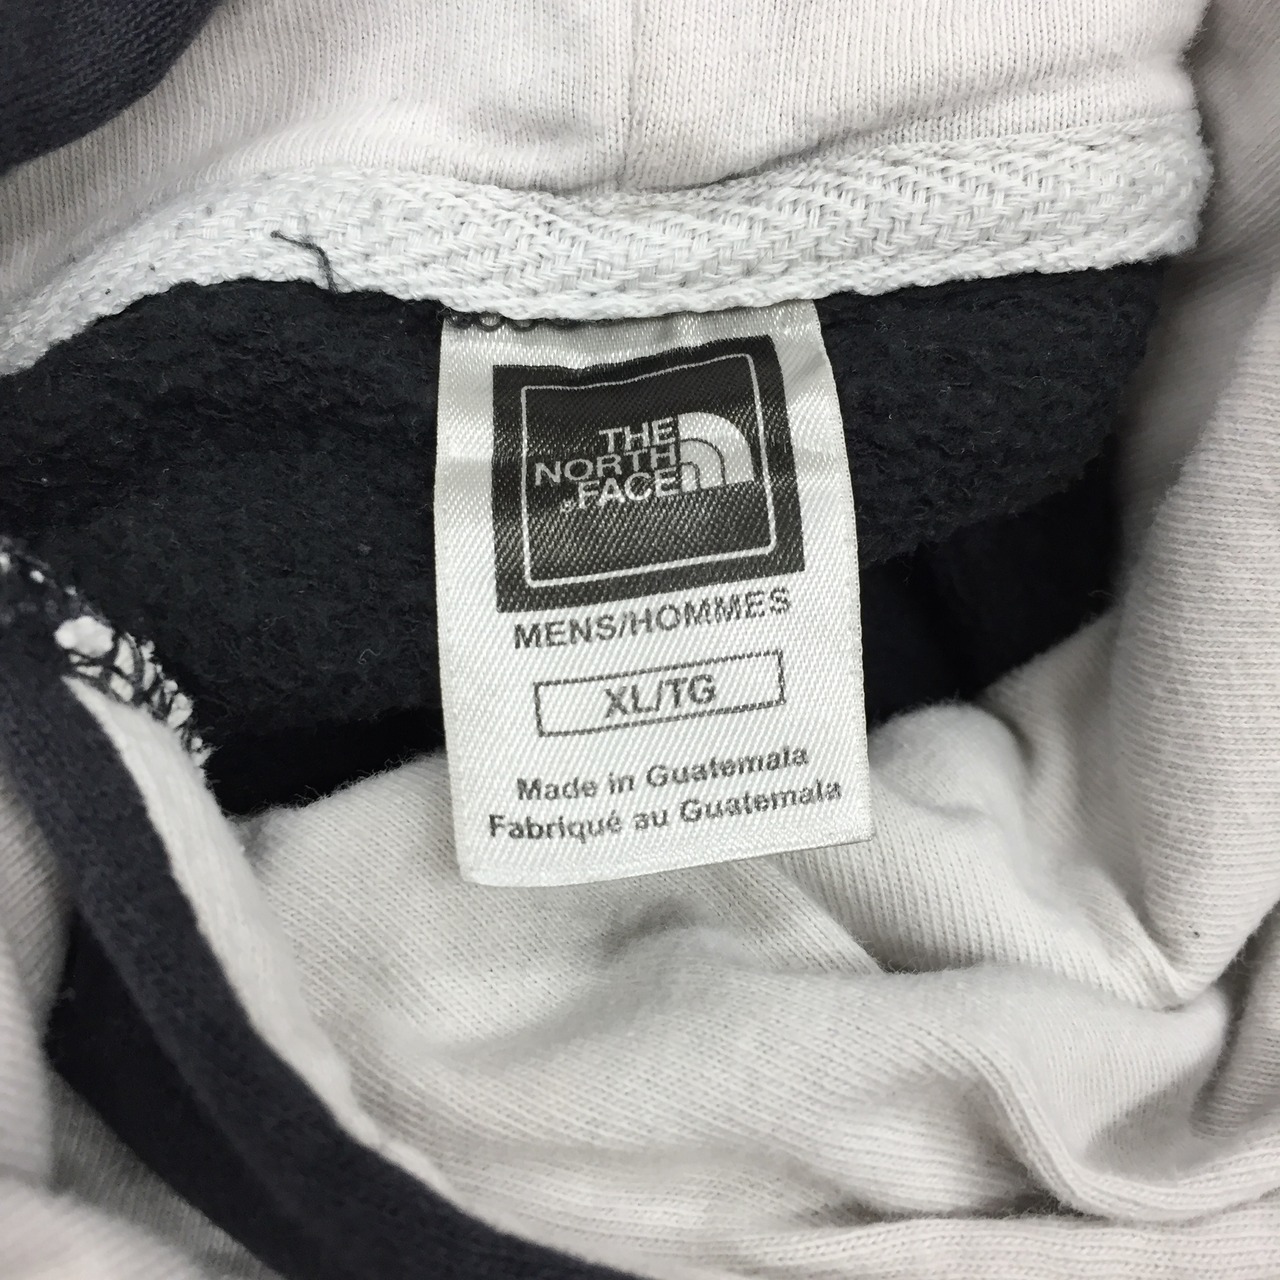 THE
NORTH
FACE
MENS/HOMMES
XL/TG
Made in Guatemala
Fabriqué au Guatemala